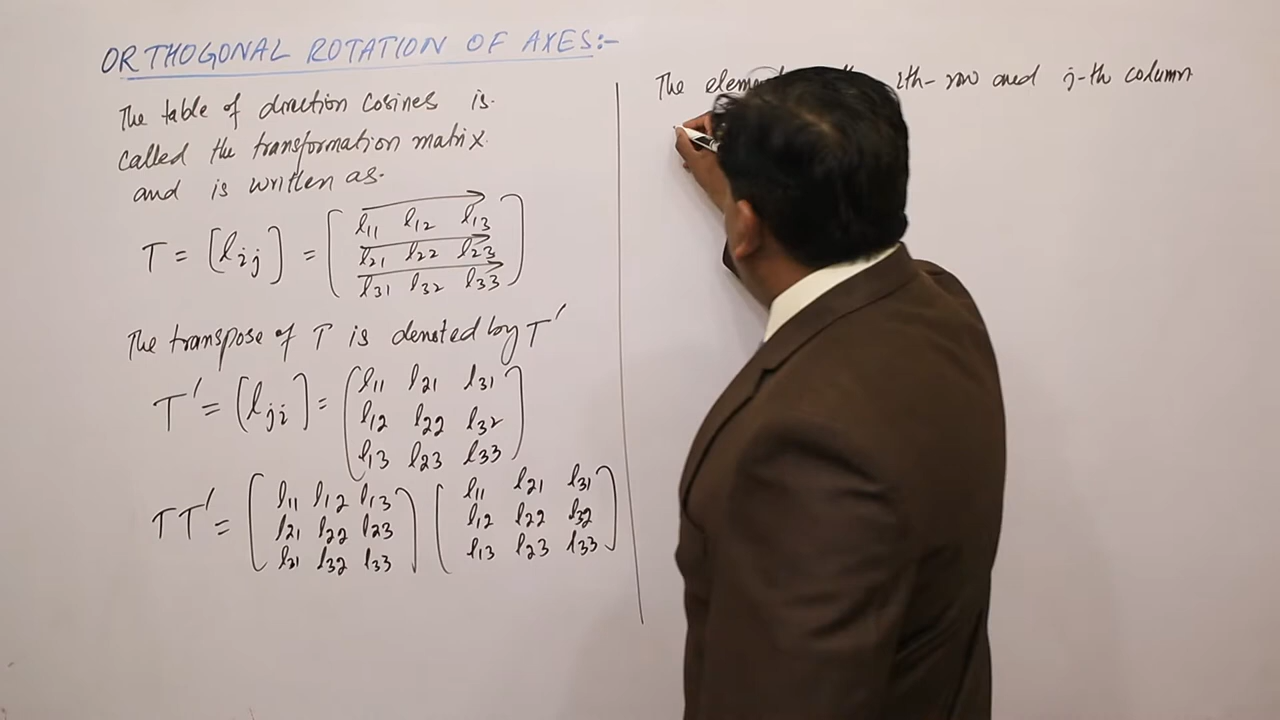 ORTHOGONAL ROTATION OF AXES:-
The table of direction cosines is.
called the transformation matrix.
and is written as.
T = [lij] = [l11 l12 l13
l21 l22 l23
l31 l32 l33]
The transpose of T is denoted by T'
T' = [lji] = [l11 l21 l31
l12 l22 l32
l13 l23 l33]
TT' = [l11 l12 l13 [l11 l21 l31
l21 l22 l23 l12 l22 l32
l32 l33] l13 l23 l33]
The ith-row and j-th column